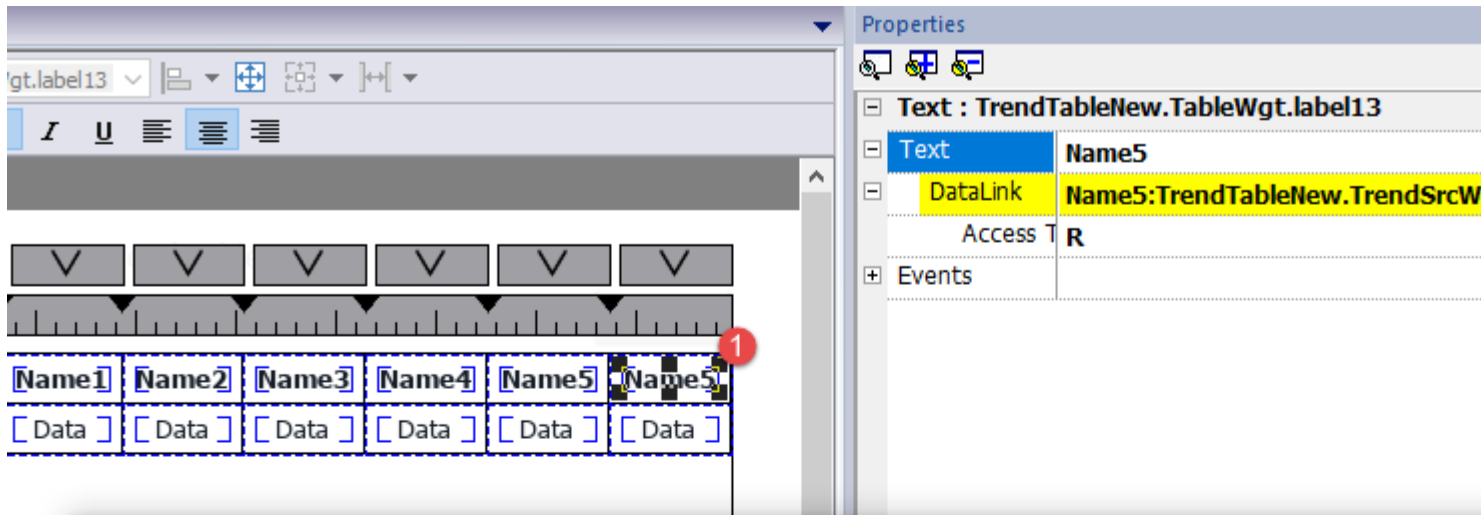 Properties
Wgt.label13
I U
Text : TrendTableNew.TableWgt.label13
Text Name5
DataLink Name5:TrendTableNew.TrendSrcW
Access T R
Events
1
Name1 Name2 Name3 Name4 Name5 Name5
Data Data Data Data Data Data